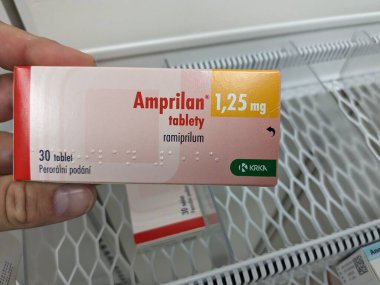 Amprilan® 1,25 mg
tablety
ramiprilum
30 tablet
Perorální podání
KRKA